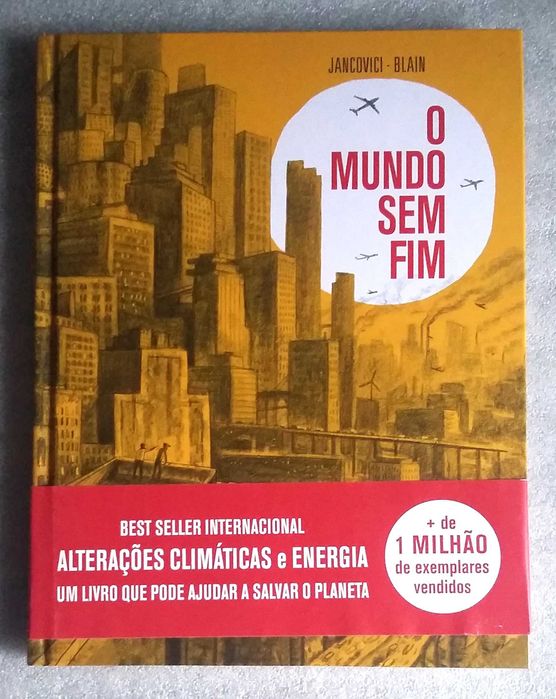 JANCOVICI - BLAIN
O
MUNDO
SEM
FIM
BEST SELLER INTERNACIONAL
ALTERAÇÕES CLIMÁTICAS e ENERGIA
UM LIVRO QUE PODE AJUDAR A SALVAR O PLANETA
+ de
1 MILHÃO
de exemplares
vendidos